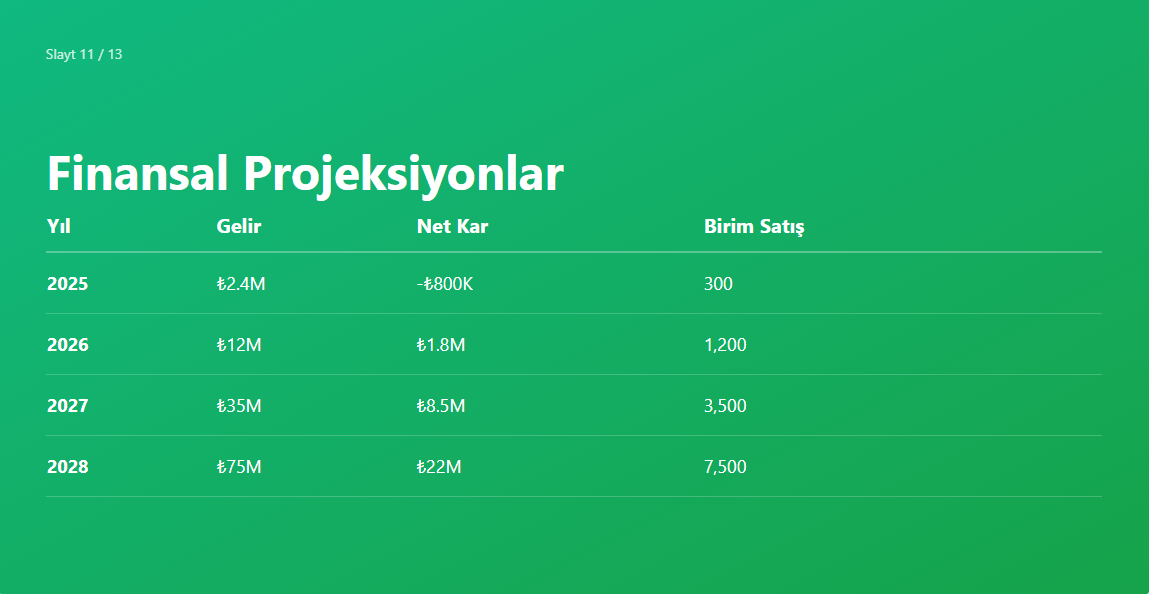 Slayt 11 / 13
Finansal Projeksiyonlar
Yıl Gelir Net Kar Birim Satış
2025 ₺2.4M -₺800K 300
2026 ₺12M ₺1.8M 1,200
2027 ₺35M ₺8.5M 3,500
2028 ₺75M ₺22M 7,500